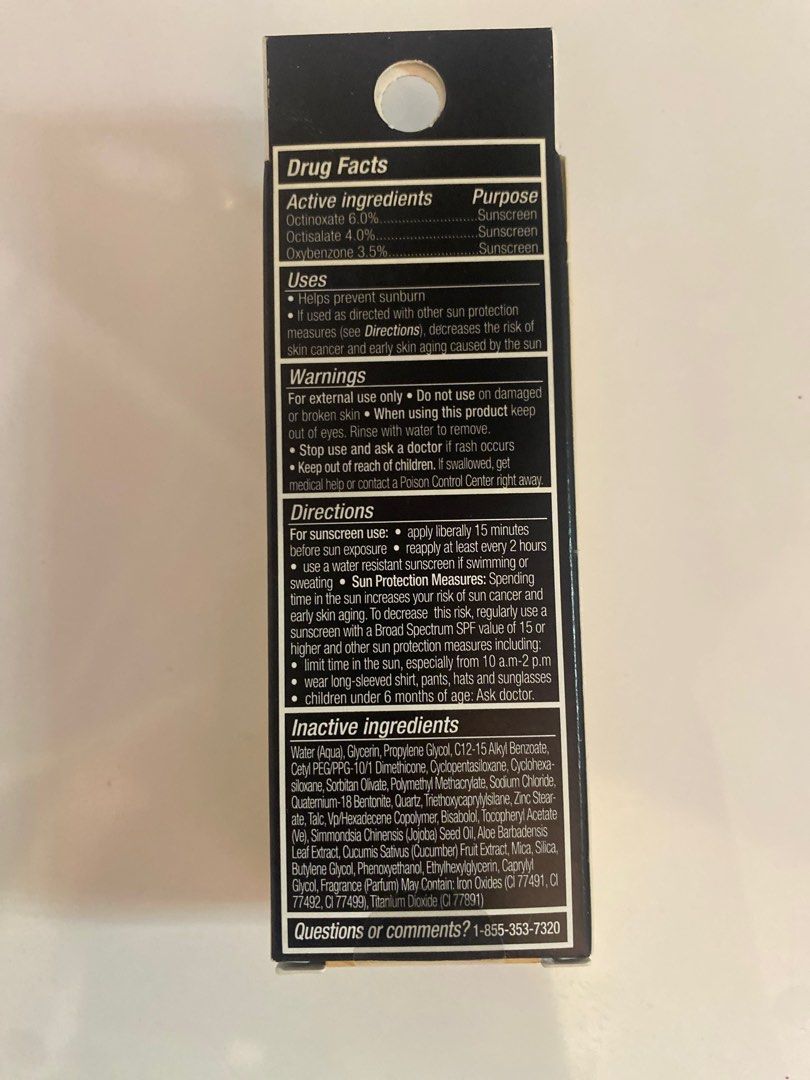 Drug Facts
Active ingredients Purpose
Octinoxate 6.0%..........................Sunscreen
Octisalate 4.0%...........................Sunscreen
Oxybenzone 3.5%........................Sunscreen
Uses
• Helps prevent sunburn
• If used as directed with other sun protection
measures (see Directions), decreases the risk of
skin cancer and early skin aging caused by the sun
Warnings
For external use only • Do not use on damaged
or broken skin • When using this product keep
out of eyes. Rinse with water to remove.
• Stop use and ask a doctor if rash occurs
• Keep out of reach of children. If swallowed, get
medical help or contact a Poison Control Center right away.
Directions
For sunscreen use: • apply liberally 15 minutes
before sun exposure • reapply at least every 2 hours
• use a water resistant sunscreen if swimming or
sweating • Sun Protection Measures: Spending
time in the sun increases your risk of sun cancer and
early skin aging. To decrease this risk, regularly use a
sunscreen with a Broad Spectrum SPF value of 15 or
higher and other sun protection measures including:
• limit time in the sun, especially from 10 a.m-2 p.m
• wear long-sleeved shirt, pants, hats and sunglasses
• children under 6 months of age: Ask doctor.
Inactive ingredients
Water (Aqua), Glycerin, Propylene Glycol, C12-15 Alkyl Benzoate,
Cetyl PEG/PPG-10/1 Dimethicone, Cyclopentasiloxane, Cyclohexa-
siloxane, Sorbitan Olivate, Polymethyl Methacrylate, Sodium Chloride,
Quaternium-18 Bentonite, Quartz, Triethoxycaprylylsilane, Zinc Stear-
ate, Talc, Vp/Hexadecene Copolymer, Bisabolol, Tocopheryl Acetate
(Ve), Simmondsia Chinensis (Jojoba) Seed Oil, Aloe Barbadensis
Leaf Extract, Cucumis Sativus (Cucumber) Fruit Extract, Mica, Silica,
Butylene Glycol, Phenoxyethanol, Ethylhexylglycerin, Caprylyl
Glycol, Fragrance (Parfum) May Contain: Iron Oxides (CI 77491, CI
77492, CI 77499), Titanium Dioxide (CI 77891)
Questions or comments? 1-855-353-7320